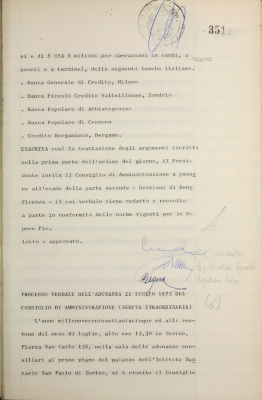 351
si e di $ USA 8 milioni per operazioni in cambi, a
pronti e a termine, delle seguenti banche italiane.
. Banca Generale di Credito, Milano
. Banca Piccolo Credito Valtellinese, Sondrio
. Banca Popolare di Abbiategrasso
. Banca Popolare di Cremona
. Credito Bergamasco, Bergamo.
ESAURITA così la trattazione degli argomenti iscritti
nella prima parte dell'ordine del giorno, il Presi-
dente invita il Consiglio di Amministrazione a passa
re all'esame della parte seconda - Gestioni di Bene
ficenza - il cui verbale viene redatto e raccolto
a parte in conformità delle norme vigenti per le Ope
re Pie.
Letto e approvato.
PROCESSO VERBALE DELL'ADUNANZA 21 LUGLIO 1975 DEL
CONSIGLIO DI AMMINISTRAZIONE (SEDUTA STRAORDINARIA)
L'anno millenovecentosettantacinque ed allì ven-
tuno del mese di luglio, alle ore 15,30 in Torino,
Piazza San Carlo 156, nella sala delle adunanze con-
siliari al primo piano del palazzo dell'Istituto Ban
cario San Paolo di Torino, si è riunito il Consiglio